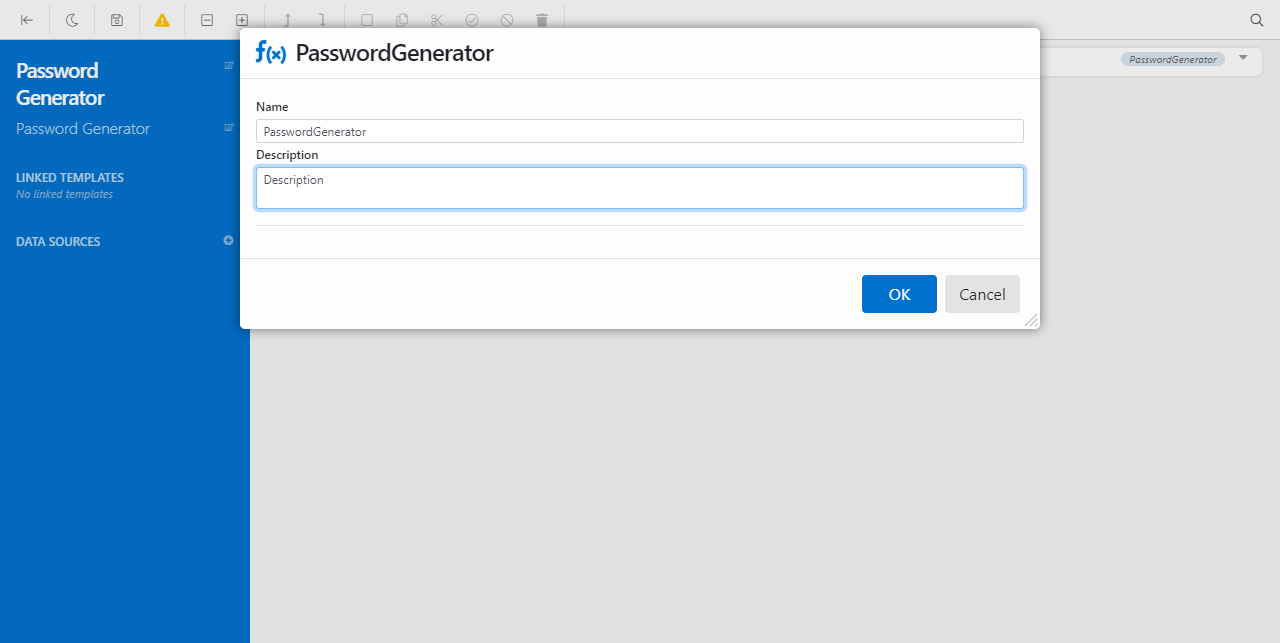 f(x) PasswordGenerator
PasswordGenerator
Password
Generator
Password Generator
LINKED TEMPLATES
No linked templates
DATA SOURCES
Name
PasswordGenerator
Description
Description
OK
Cancel